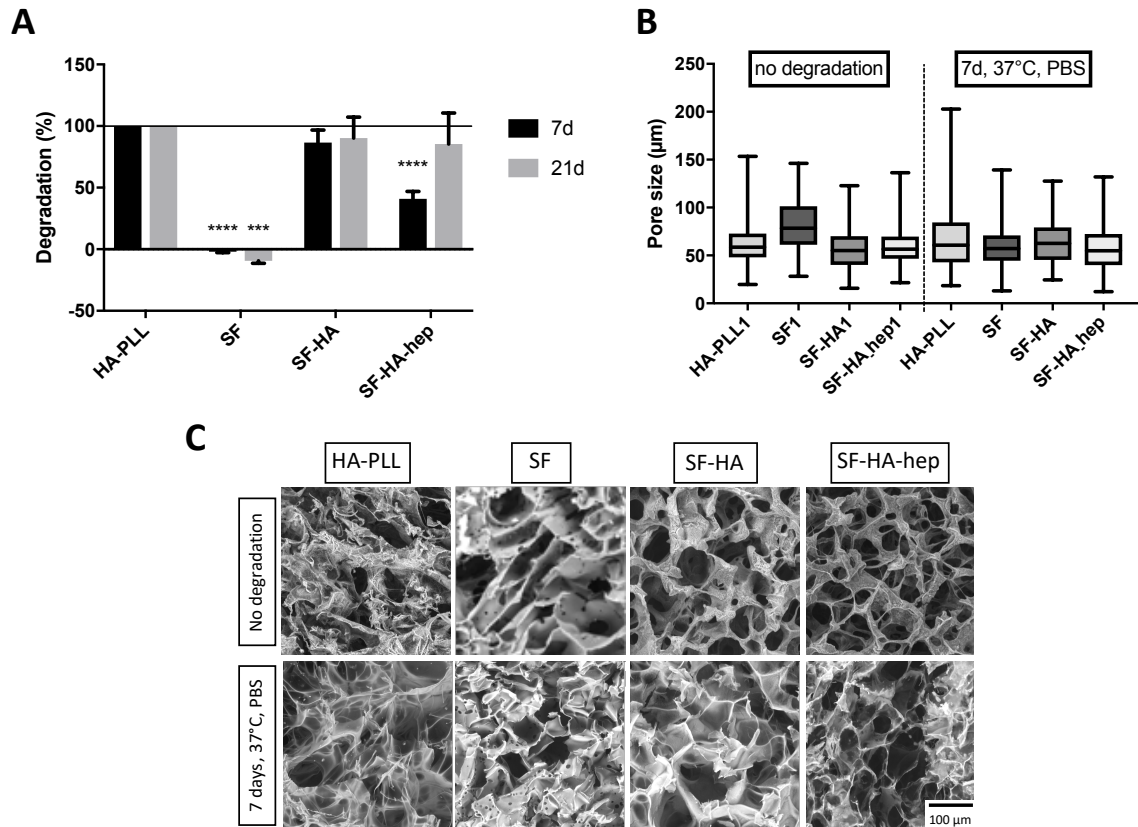 A
Degradation (%)
150
100
50
0
-50
**** ***
****
HA-PLL
SF
SF-HA
SF-HA-hep
7d
21d
B
Pore size (µm)
250
200
150
100
50
0
no degradation
7d, 37°C, PBS
HA-PLL1
SF1
SF-HA1
SF-HA_hep1
HA-PLL
SF
SF-HA
SF-HA_hep
C
HA-PLL
SF
SF-HA
SF-HA-hep
No degradation
7 days, 37°C, PBS
100 µm